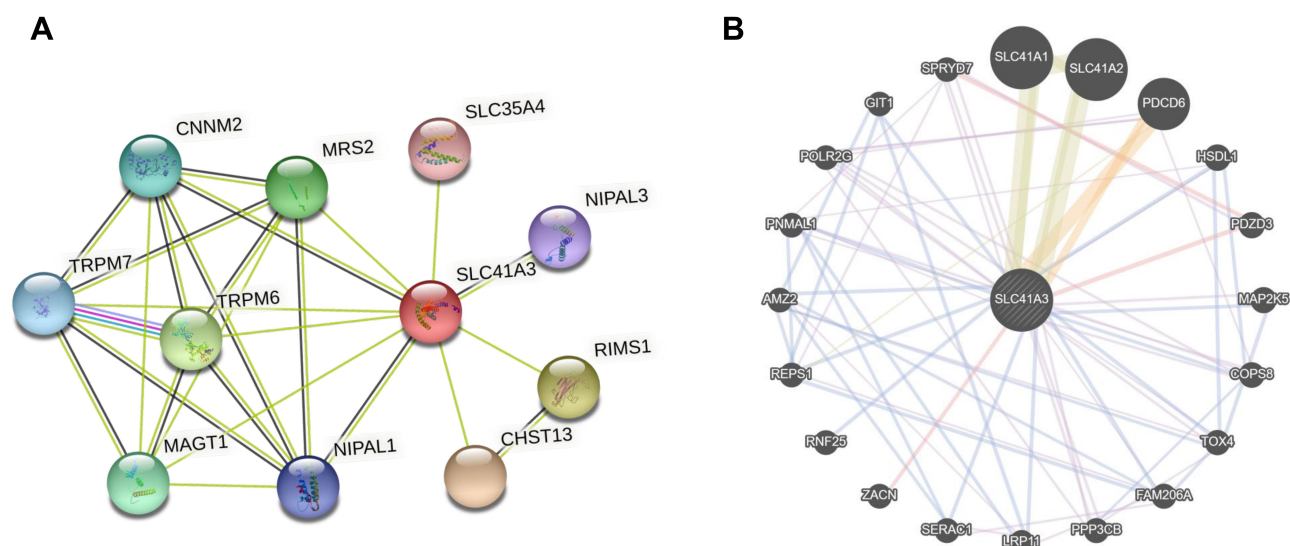 A
B
SLC35A4
CNNM2
MRS2
NIPAL3
SLC41A3
TRPM7
TRPM6
RIMS1
CHST13
MAGT1
NIPAL1
SLC41A1
SLC41A2
SPRYD7
PDCD6
GIT1
POLR2G
HSDL1
PNMAL1
PDZD3
AMZ2
SLC41A3
MAP2K5
REPS1
COPS8
RNF25
TOX4
ZACN
FAM206A
SERAC1
LRP11
PPP3CB